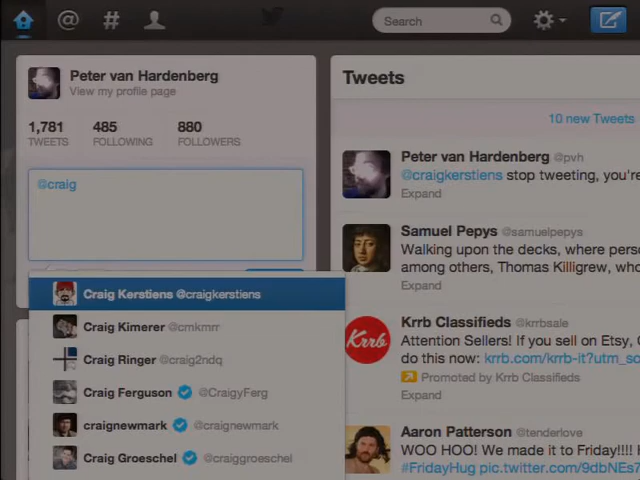 Search
Peter van Hardenberg
View my profile page
1,781
TWEETS
485
FOLLOWING
880
FOLLOWERS
@craig
Craig Kerstiens @craigkerstiens
Craig Kimerer @cmkmrr
Craig Ringer @craig2ndq
Craig Ferguson @CraigyFerg
craignewmark @craignewmark
Craig Groeschel @craiggroeschel
Tweets
10 new Tweets
Peter van Hardenberg @pvh
@craigkerstiens stop tweeting, you're
Expand
Samuel Pepys @samuelpepys
Walking upon the decks, where perso
among others, Thomas Killigrew, who
Expand
Krrb
Krrb Classifieds @krrbsale
Attention Sellers! If you sell on Etsy,
do this now: krrb.com/krrb-it?utm_so
Promoted by Krrb Classifieds
Expand
Aaron Patterson @tenderlove
WOO HOO! We made it to Friday!!!!
#FridayHug pic.twitter.com/9dbNEs7